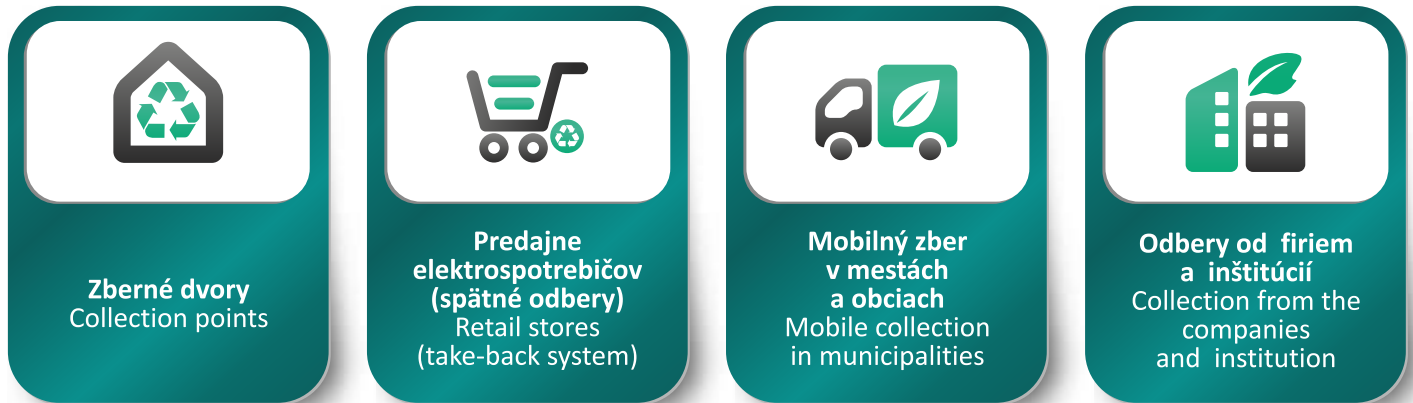 Zberné dvory
Collection points
Predajne
elektrospotrebičov
(spätné odbery)
Retail stores
(take-back system)
Mobilný zber
v mestách
a obciach
Mobile collection
in municipalities
Odbery od  firiem
a  inštitúcií
Collection from the
companies
and  institution